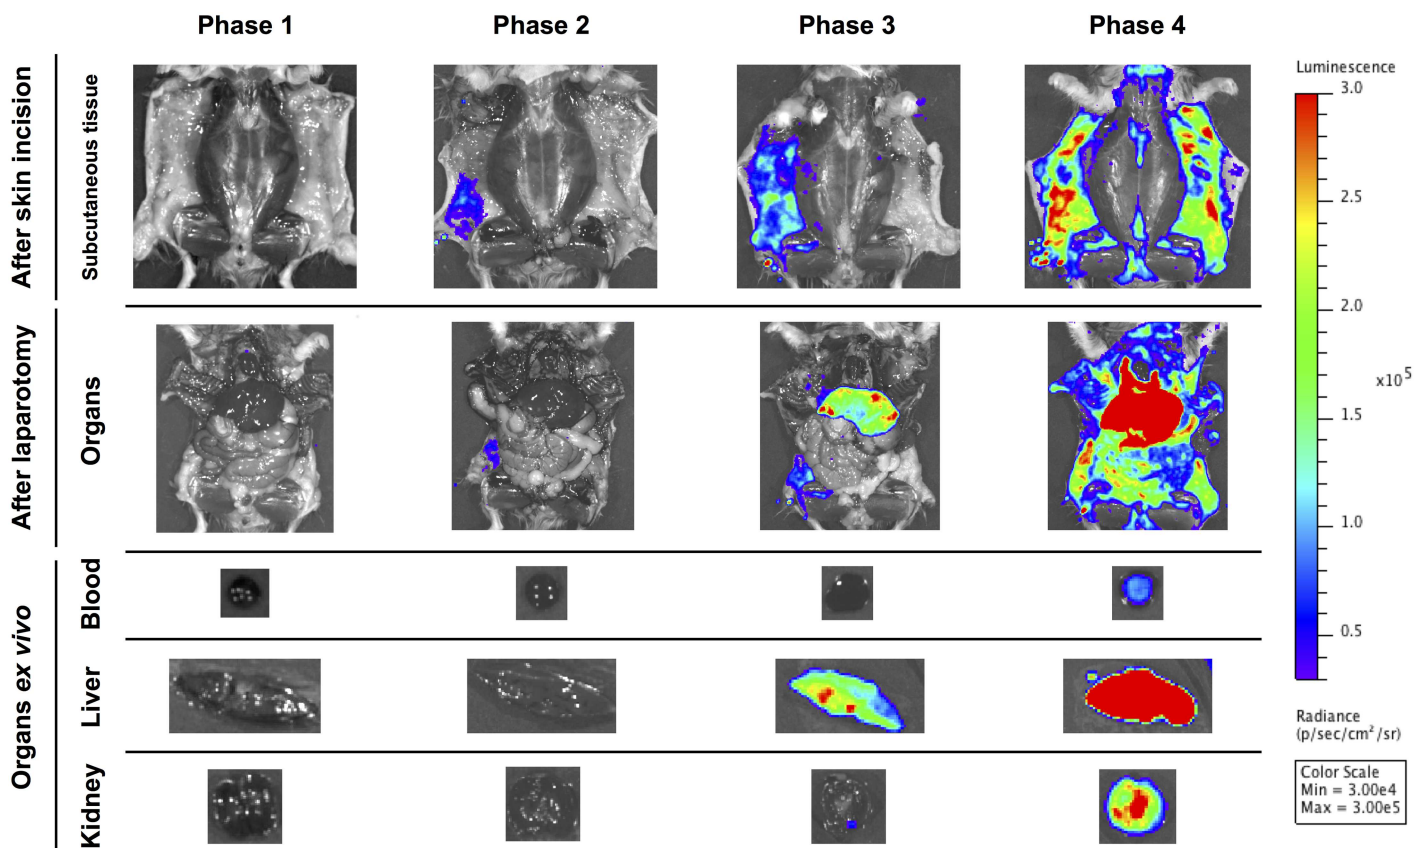 Phase 1
Phase 2
Phase 3
Phase 4
After skin incision
Subcutaneous tissue
After laparotomy
Organs
Organs ex vivo
Blood
Liver
Kidney
Luminescence
3.0
2.5
2.0
1.5
1.0
0.5
x10⁵
Radiance
(p/sec/cm²/sr)
Color Scale
Min = 3.00e4
Max = 3.00e5